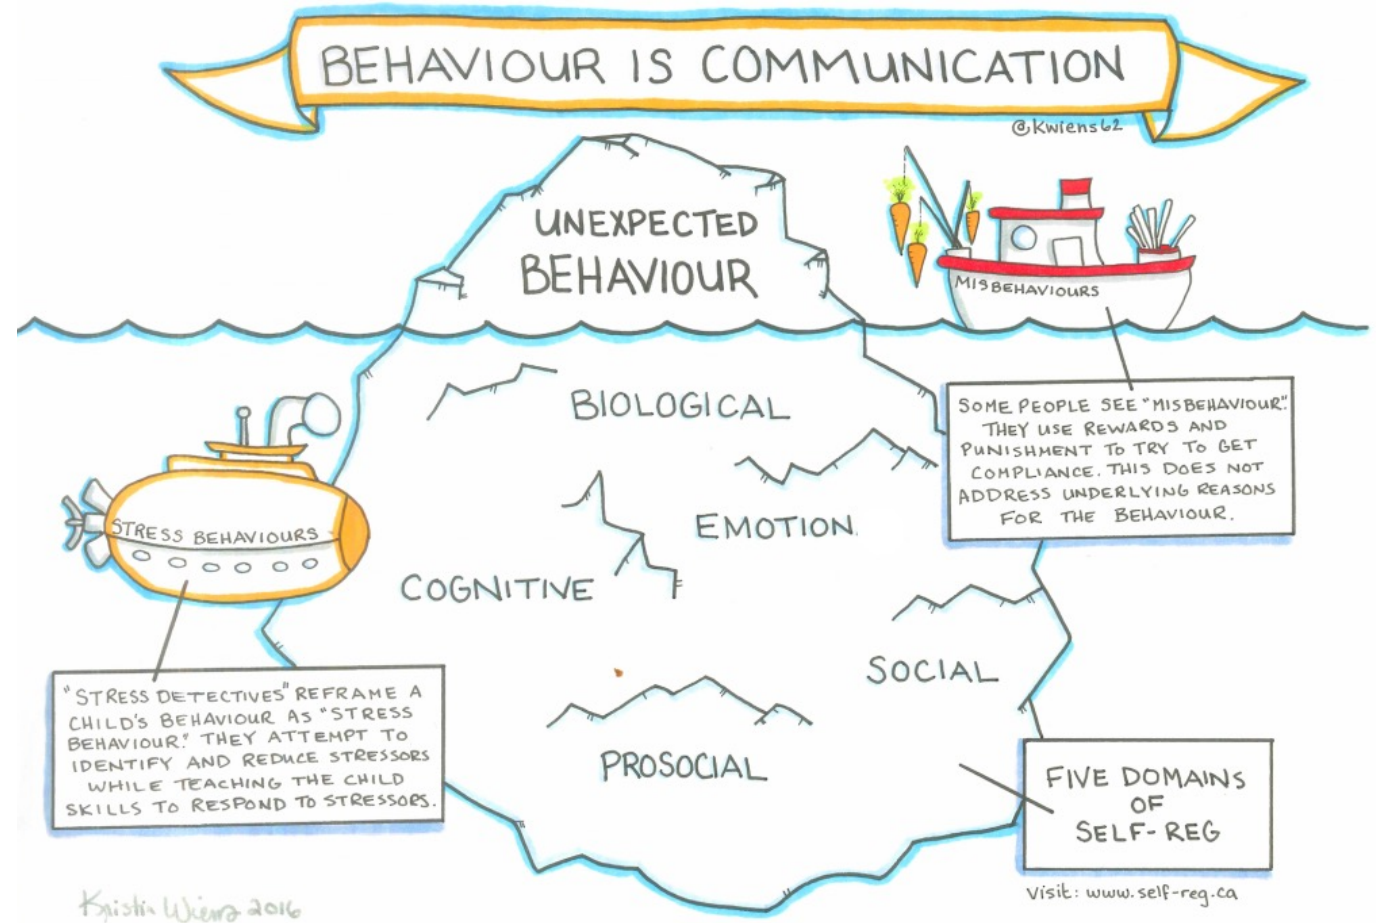 BEHAVIOUR IS COMMUNICATION
@kwiens62
UNEXPECTED
BEHAVIOUR
MISBEHAVIOURS
BIOLOGICAL
SOME PEOPLE SEE "MISBEHAVIOUR."
THEY USE REWARDS AND
PUNISHMENT TO TRY TO GET
COMPLIANCE. THIS DOES NOT
ADDRESS UNDERLYING REASONS
FOR THE BEHAVIOUR.
EMOTION
STRESS BEHAVIOURS
COGNITIVE
SOCIAL
"STRESS DETECTIVES" REFRAME A
CHILD'S BEHAVIOUR AS "STRESS
BEHAVIOUR." THEY ATTEMPT TO
IDENTIFY AND REDUCE STRESSORS
WHILE TEACHING THE CHILD
SKILLS TO RESPOND TO STRESSORS.
PROSOCIAL
FIVE DOMAINS
OF
SELF-REG
Visit: www.self-reg.ca
Kristin Wiens 2016